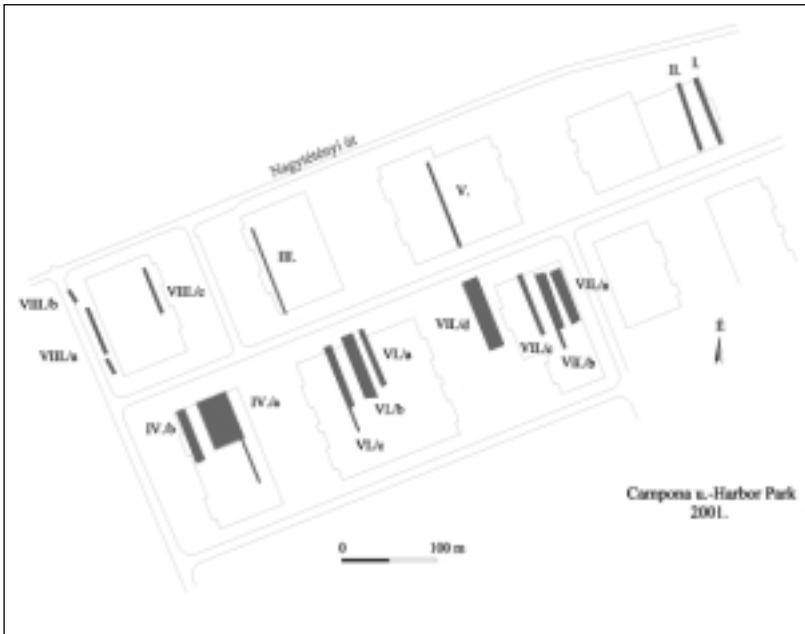 I.
II.
Nagytétényi út
V.
III.
VIII./c
VIII./b
VIII./a
VII./a
VII./d
VII./c
VII./b
VI./a
VI./b
VI./c
IV./a
IV./b
É
Campona u.-Harbor Park
2001.
0 100 m